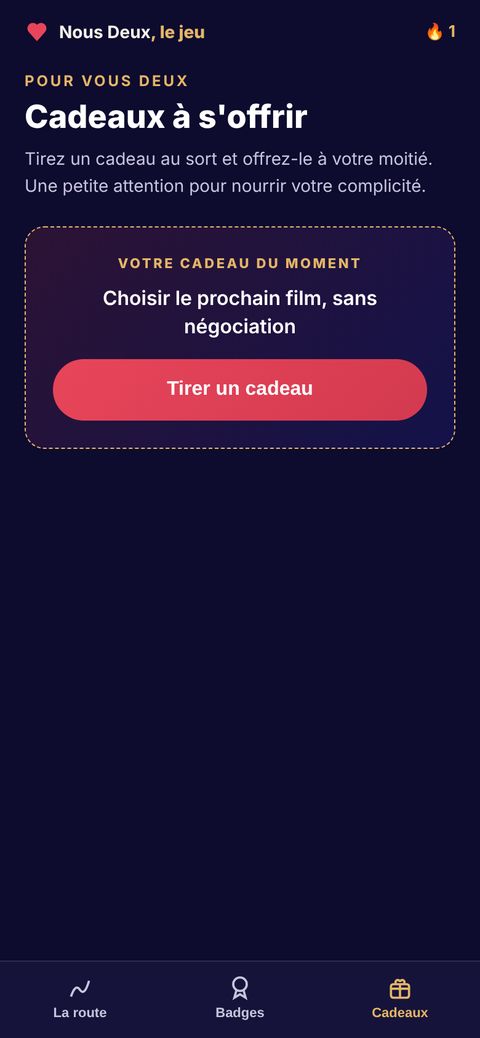 Nous Deux, le jeu
🔥 1
POUR VOUS DEUX
Cadeaux à s'offrir
Tirez un cadeau au sort et offrez-le à votre moitié.
Une petite attention pour nourrir votre complicité.
VOTRE CADEAU DU MOMENT
Choisir le prochain film, sans
négociation
Tirer un cadeau
La route
Badges
Cadeaux